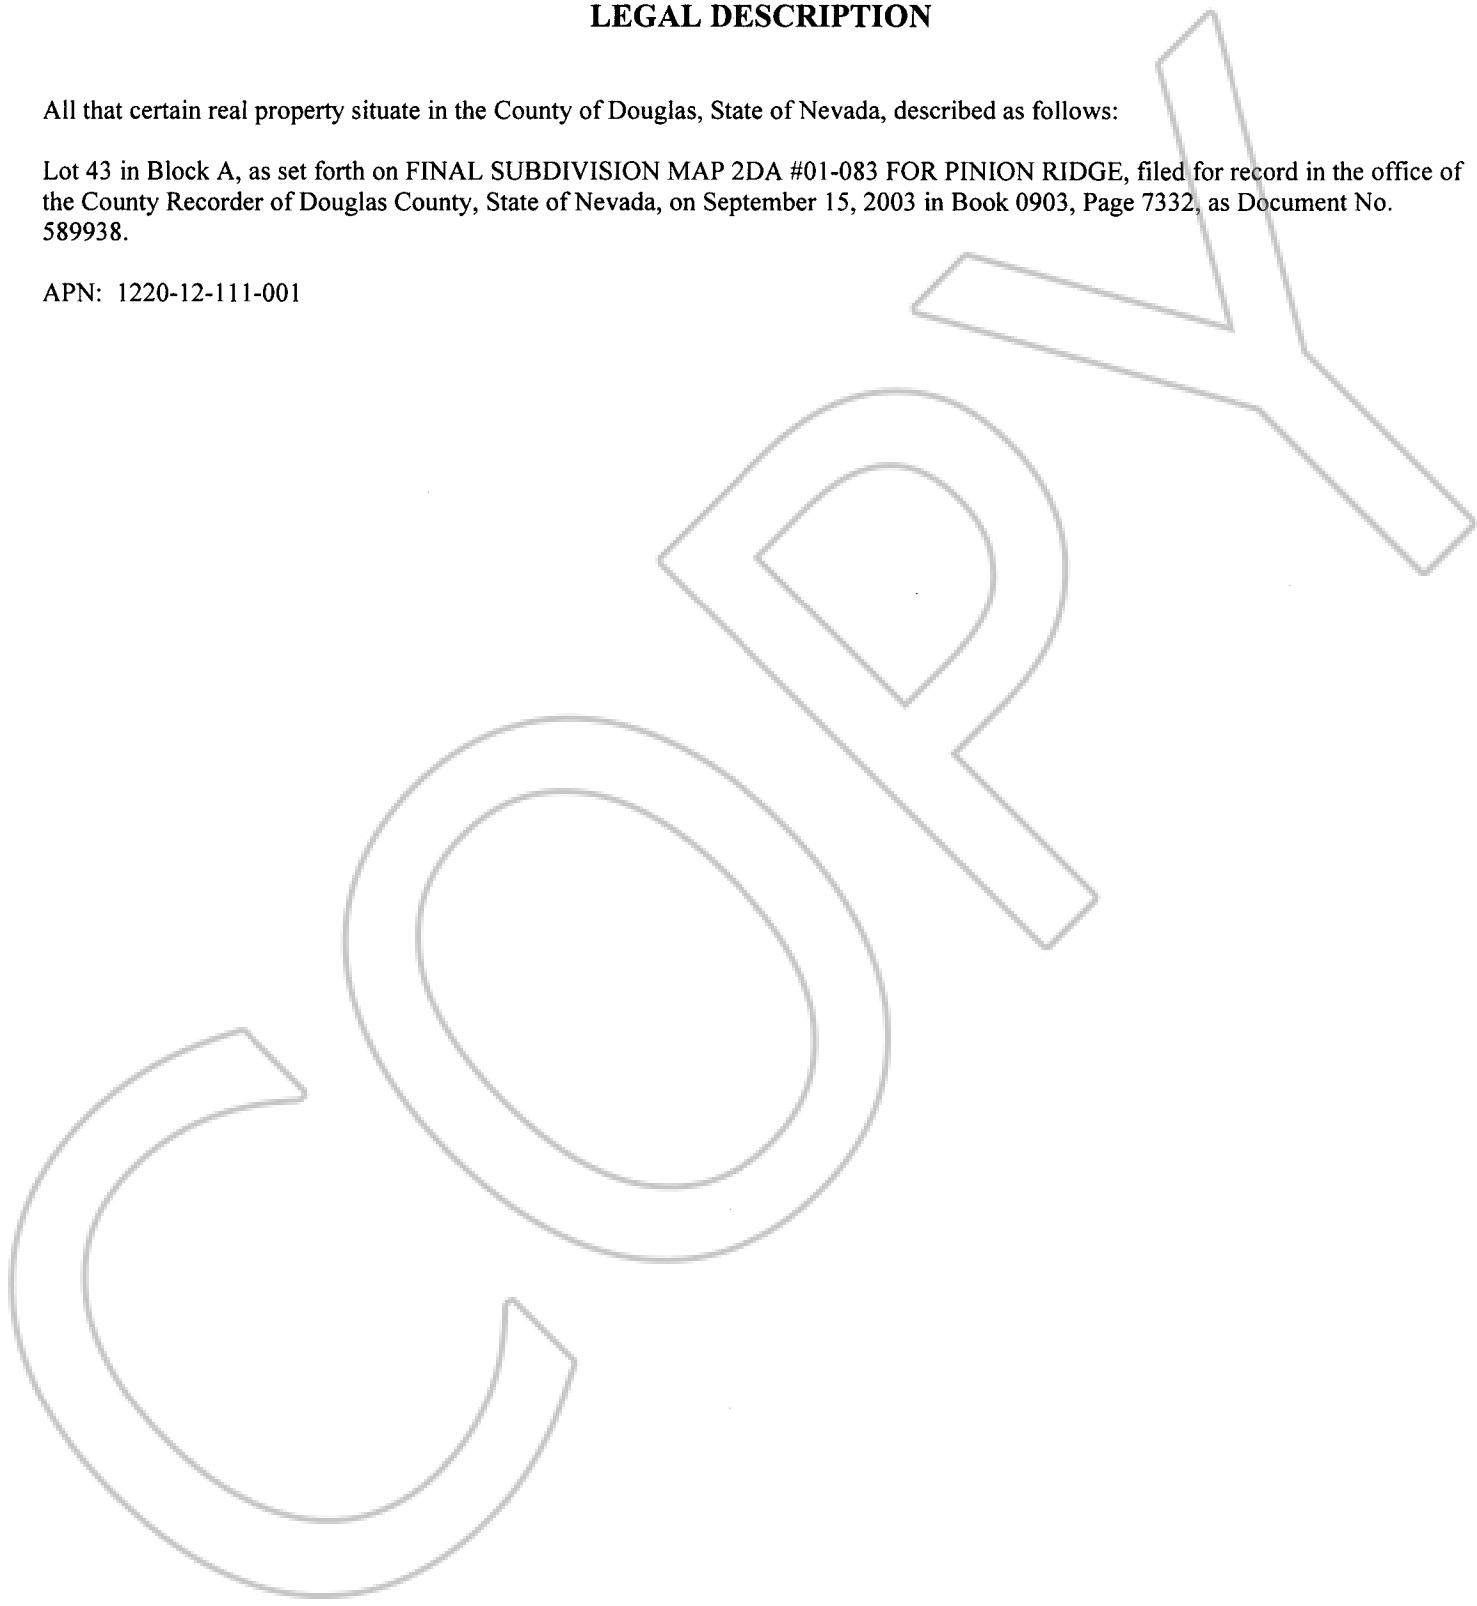 LEGAL DESCRIPTION
All that certain real property situate in the County of Douglas, State of Nevada, described as follows:
Lot 43 in Block A, as set forth on FINAL SUBDIVISION MAP 2DA #01-083 FOR PINION RIDGE, filed for record in the office of
the County Recorder of Douglas County, State of Nevada, on September 15, 2003 in Book 0903, Page 7332, as Document No.
589938.
APN: 1220-12-111-001
COPY